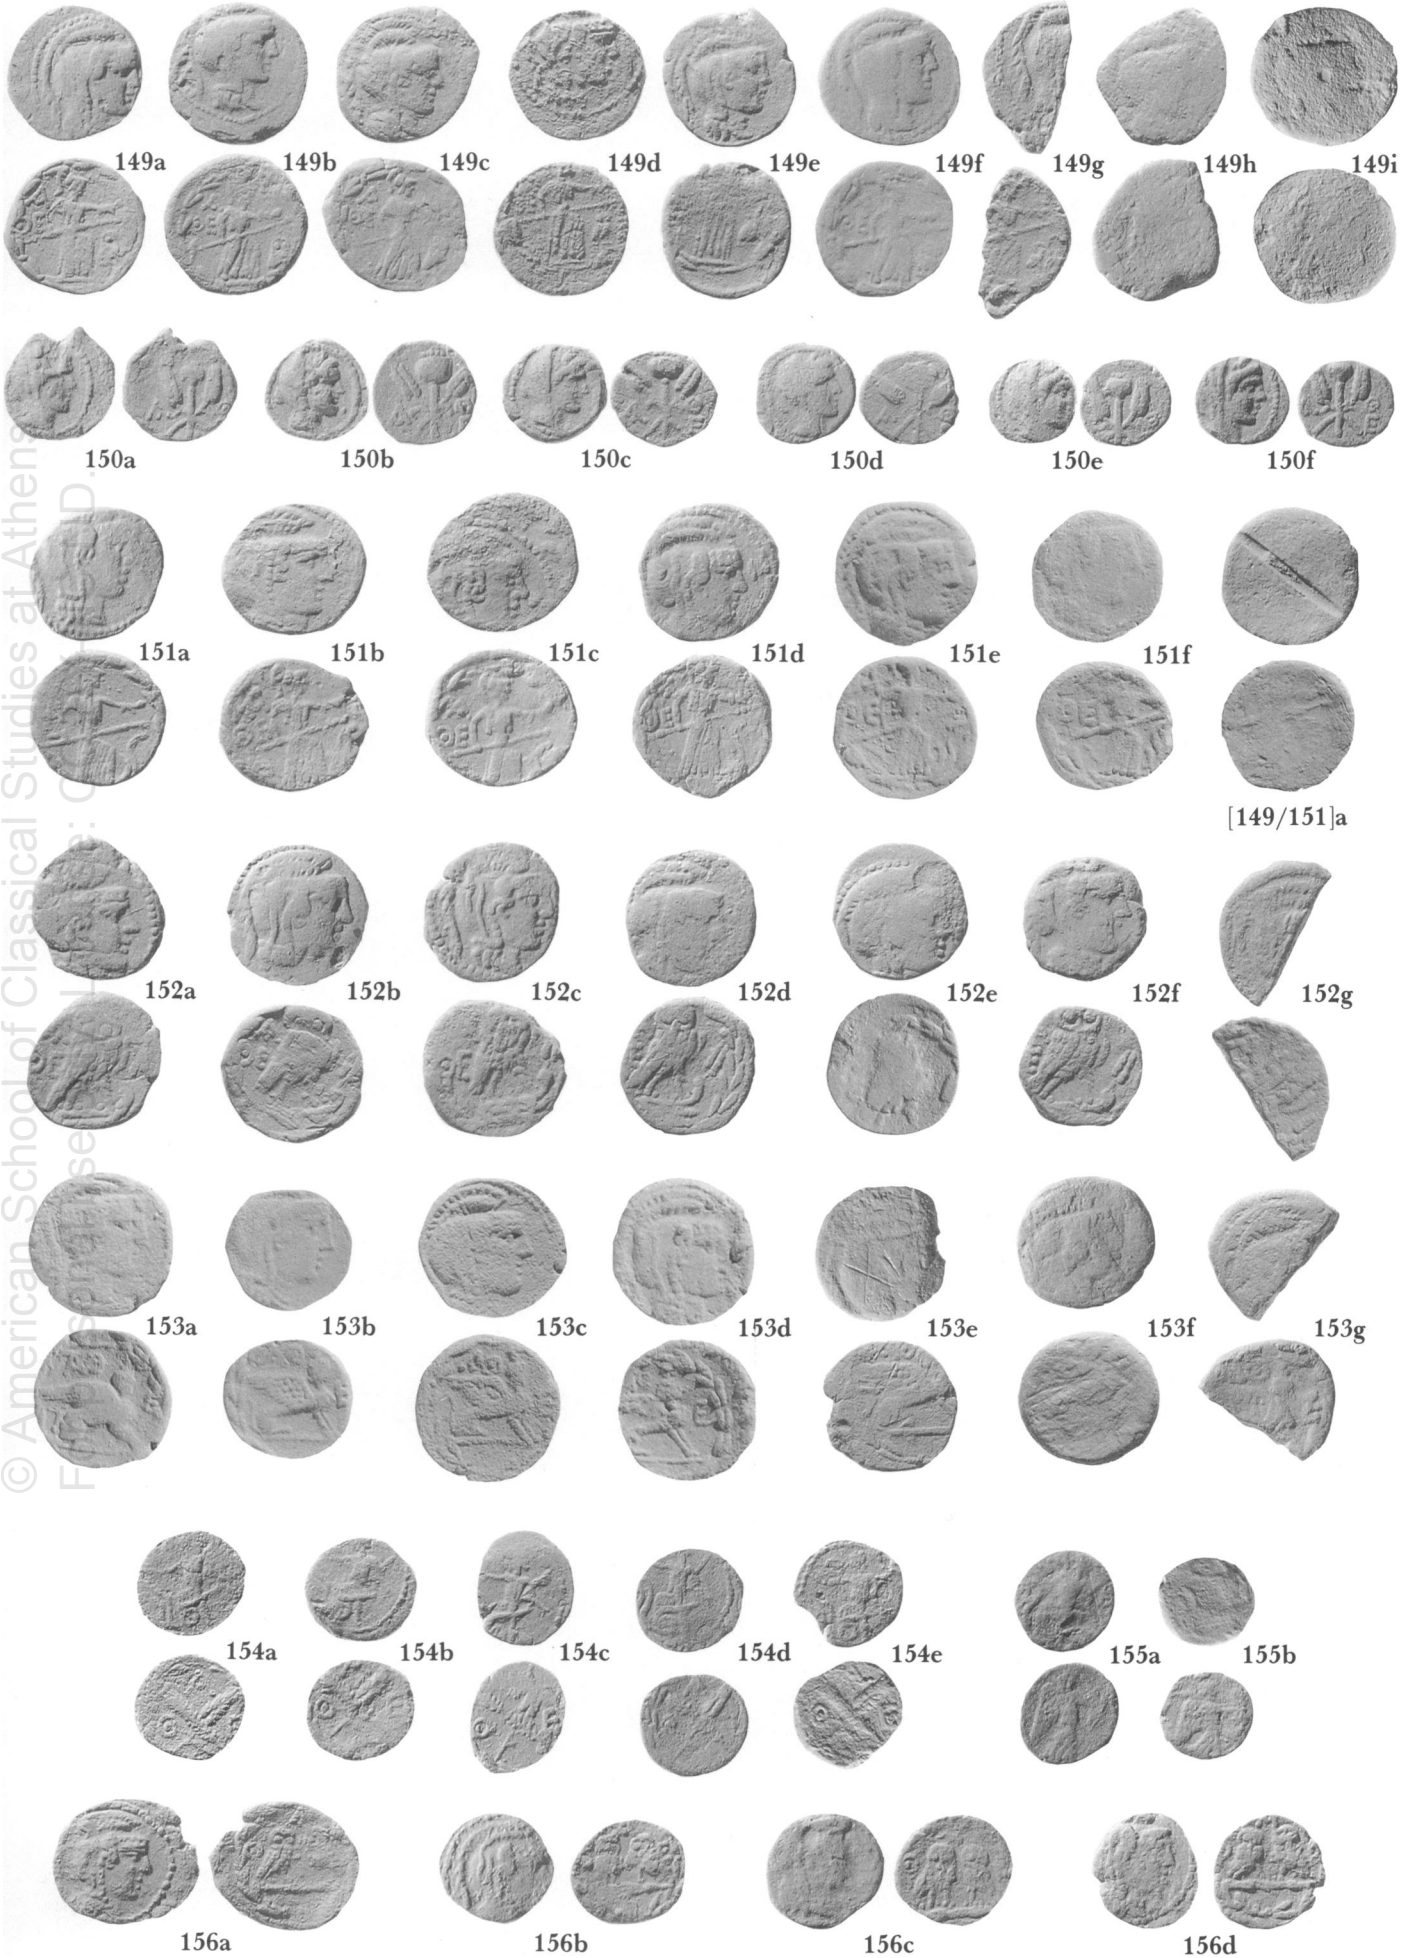 149a 149b 149c 149d 149e 149f 149g 149h 149i
150a 150b 150c 150d 150e 150f
151a 151b 151c 151d 151e 151f
[149/151]a
152a 152b 152c 152d 152e 152f 152g
153a 153b 153c 153d 153e 153f 153g
154a 154b 154c 154d 154e 155a 155b
156a 156b 156c 156d
© American School of Classical Studies at Athens